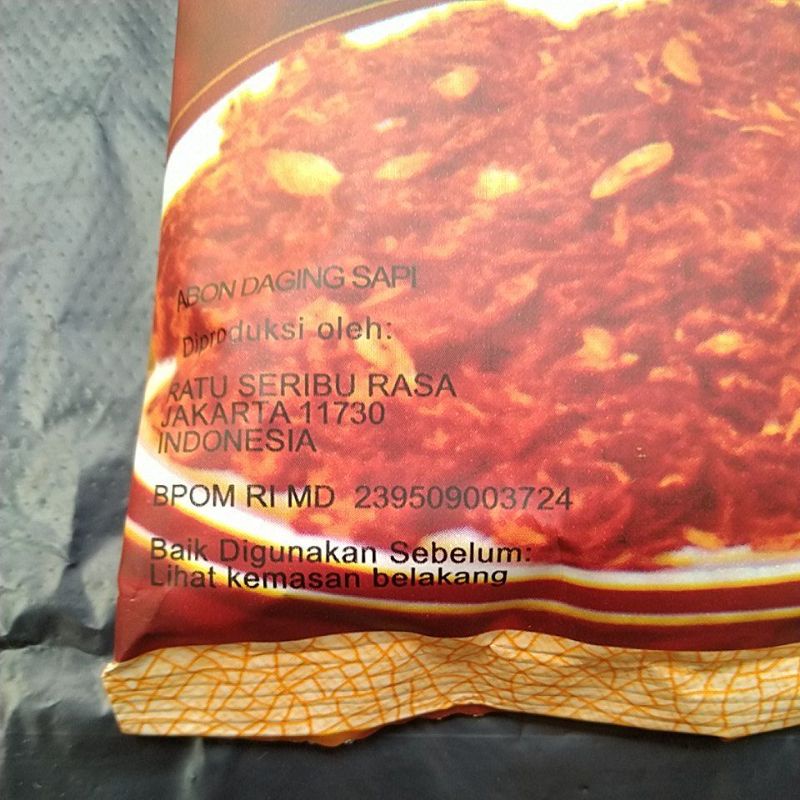 ABON DAGING SAPI
Diproduksi oleh:
RATU SERIBU RASA
JAKARTA 11730
INDONESIA
BPOM RI MD 239509003724
Baik Digunakan Sebelum:
Lihat kemasan belakang